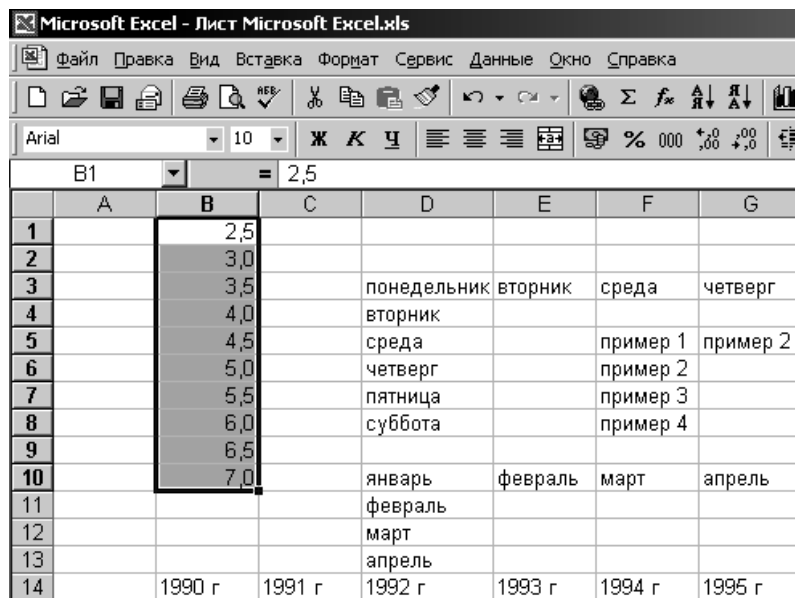 Microsoft Excel - Лист Microsoft Excel.xls
Файл Правка Вид Вставка Формат Сервис Данные Окно Справка
Arial 10 Ж К Ч % 000
B1 = 2,5
A B C D E F G
1 2,5
2 3,0
3 3,5 понедельник вторник среда четверг
4 4,0 вторник
5 4,5 среда пример 1 пример 2
6 5,0 четверг пример 2
7 5,5 пятница пример 3
8 6,0 суббота пример 4
9 6,5
10 7,0 январь февраль март апрель
11 февраль
12 март
13 апрель
14 1990 г 1991 г 1992 г 1993 г 1994 г 1995 г